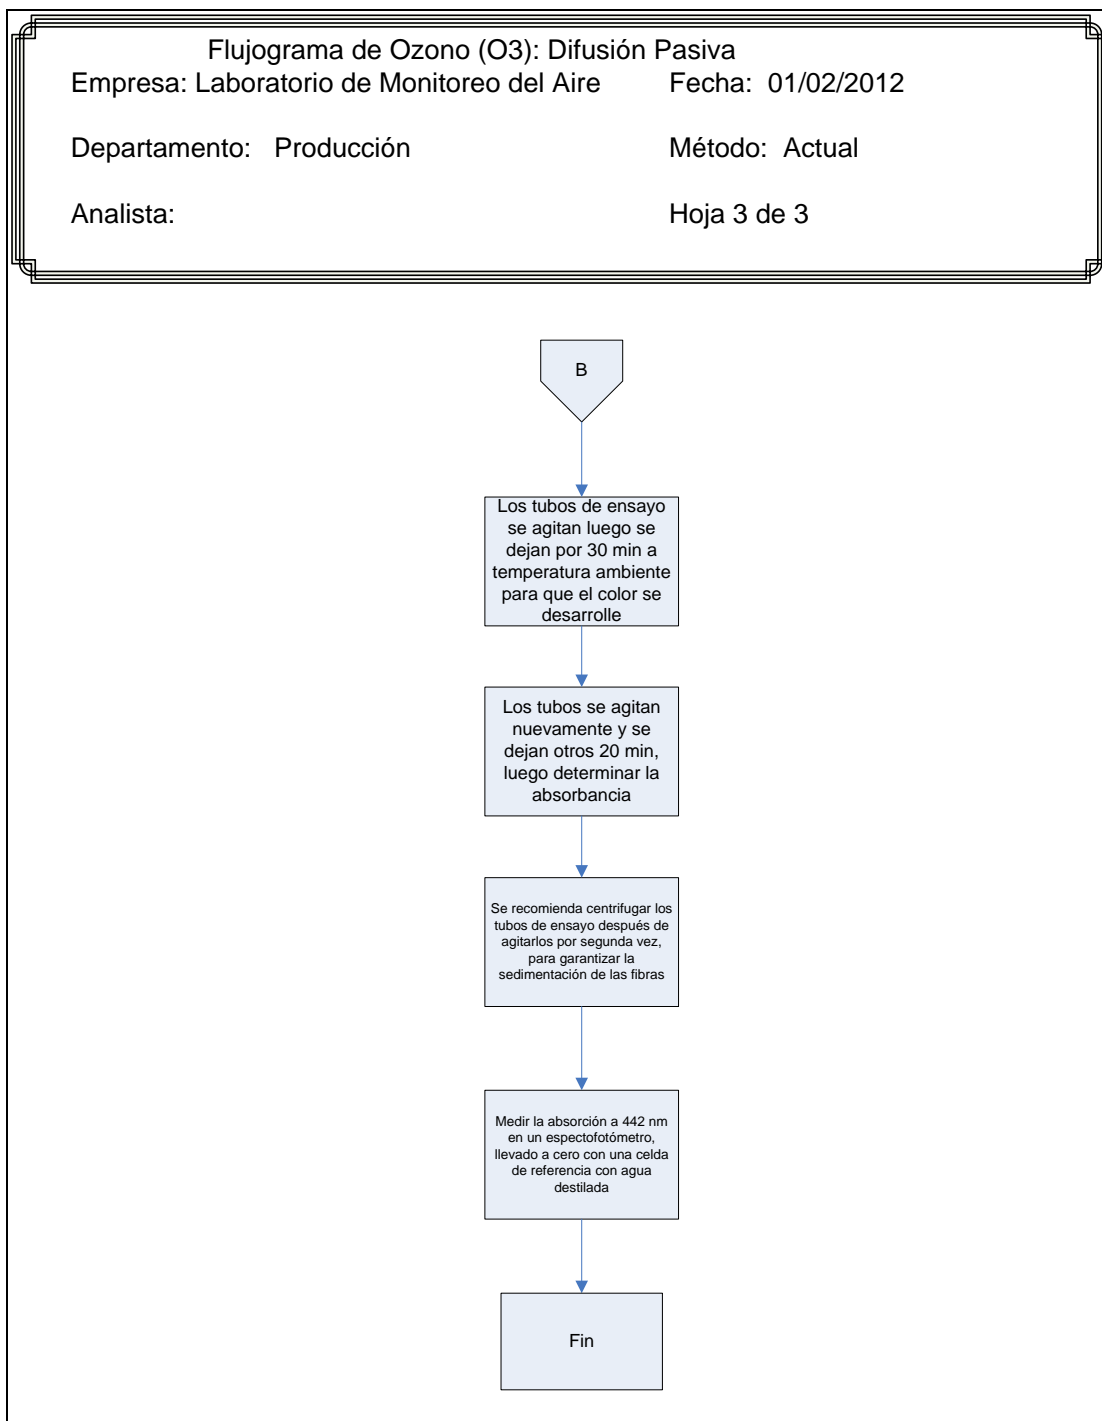 Flujograma de Ozono (O3): Difusión Pasiva
Empresa: Laboratorio de Monitoreo del Aire Fecha: 01/02/2012
Departamento: Producción Método: Actual
Analista: Hoja 3 de 3
B
Los tubos de ensayo
se agitan luego se
dejan por 30 min a
temperatura ambiente
para que el color se
desarrolle
Los tubos se agitan
nuevamente y se
dejan otros 20 min,
luego determinar la
absorbancia
Se recomienda centrifugar los
tubos de ensayo después de
agitarlos por segunda vez,
para garantizar la
sedimentación de las fibras
Medir la absorción a 442 nm
en un espectofotómetro,
llevado a cero con una celda
de referencia con agua
destilada
Fin